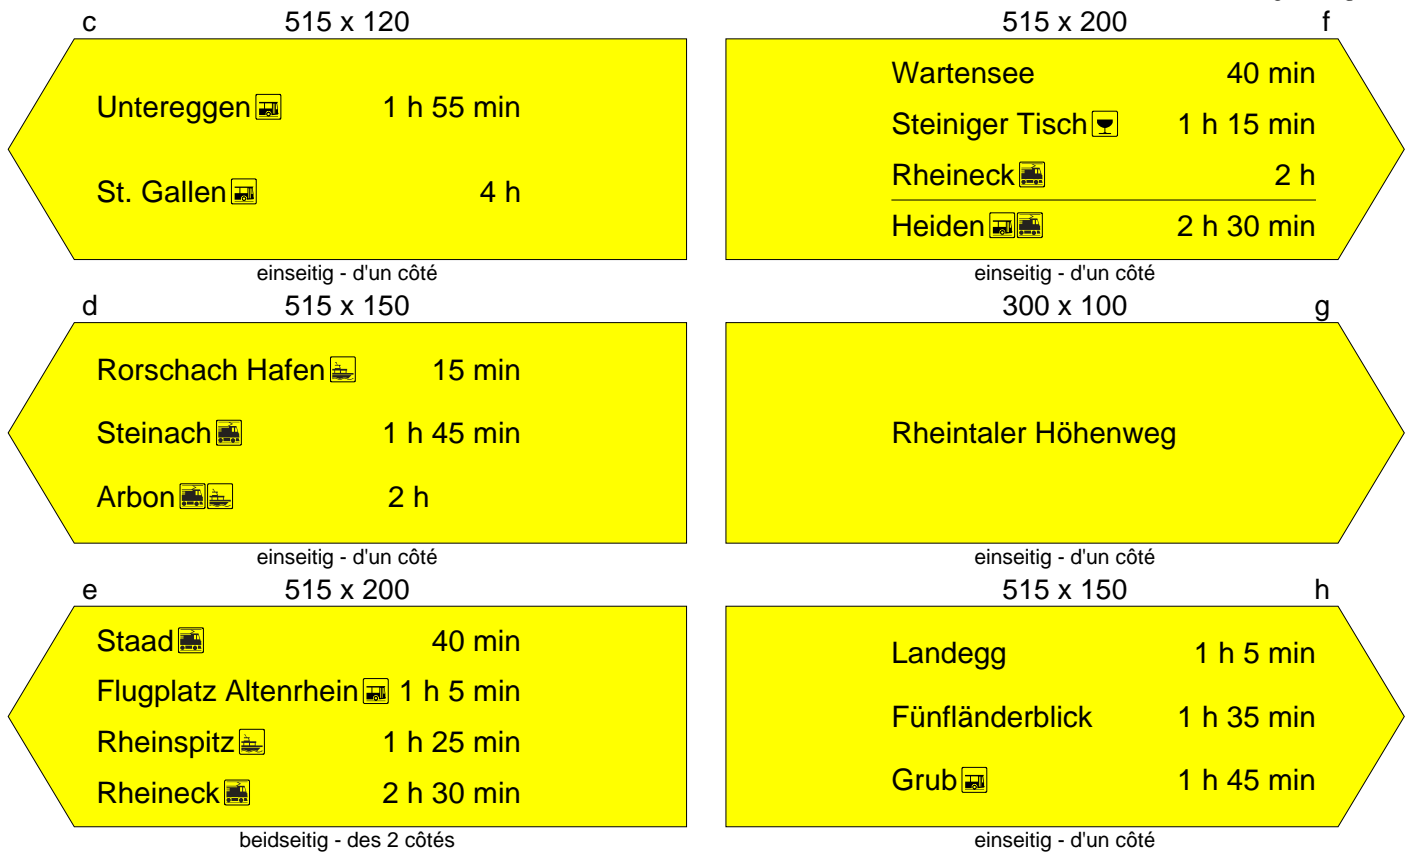 c 515 x 120
Untereggen 1 h 55 min
St. Gallen 4 h
einseitig - d'un côté
515 x 200 f
Wartensee 40 min
Steiniger Tisch 1 h 15 min
Rheineck 2 h
Heiden 2 h 30 min
einseitig - d'un côté
d 515 x 150
Rorschach Hafen 15 min
Steinach 1 h 45 min
Arbon 2 h
einseitig - d'un côté
300 x 100 g
Rheintaler Höhenweg
einseitig - d'un côté
e 515 x 200
Staad 40 min
Flugplatz Altenrhein 1 h 5 min
Rheinspitz 1 h 25 min
Rheineck 2 h 30 min
beidseitig - des 2 côtés
515 x 150 h
Landegg 1 h 5 min
Fünfländerblick 1 h 35 min
Grub 1 h 45 min
einseitig - d'un côté